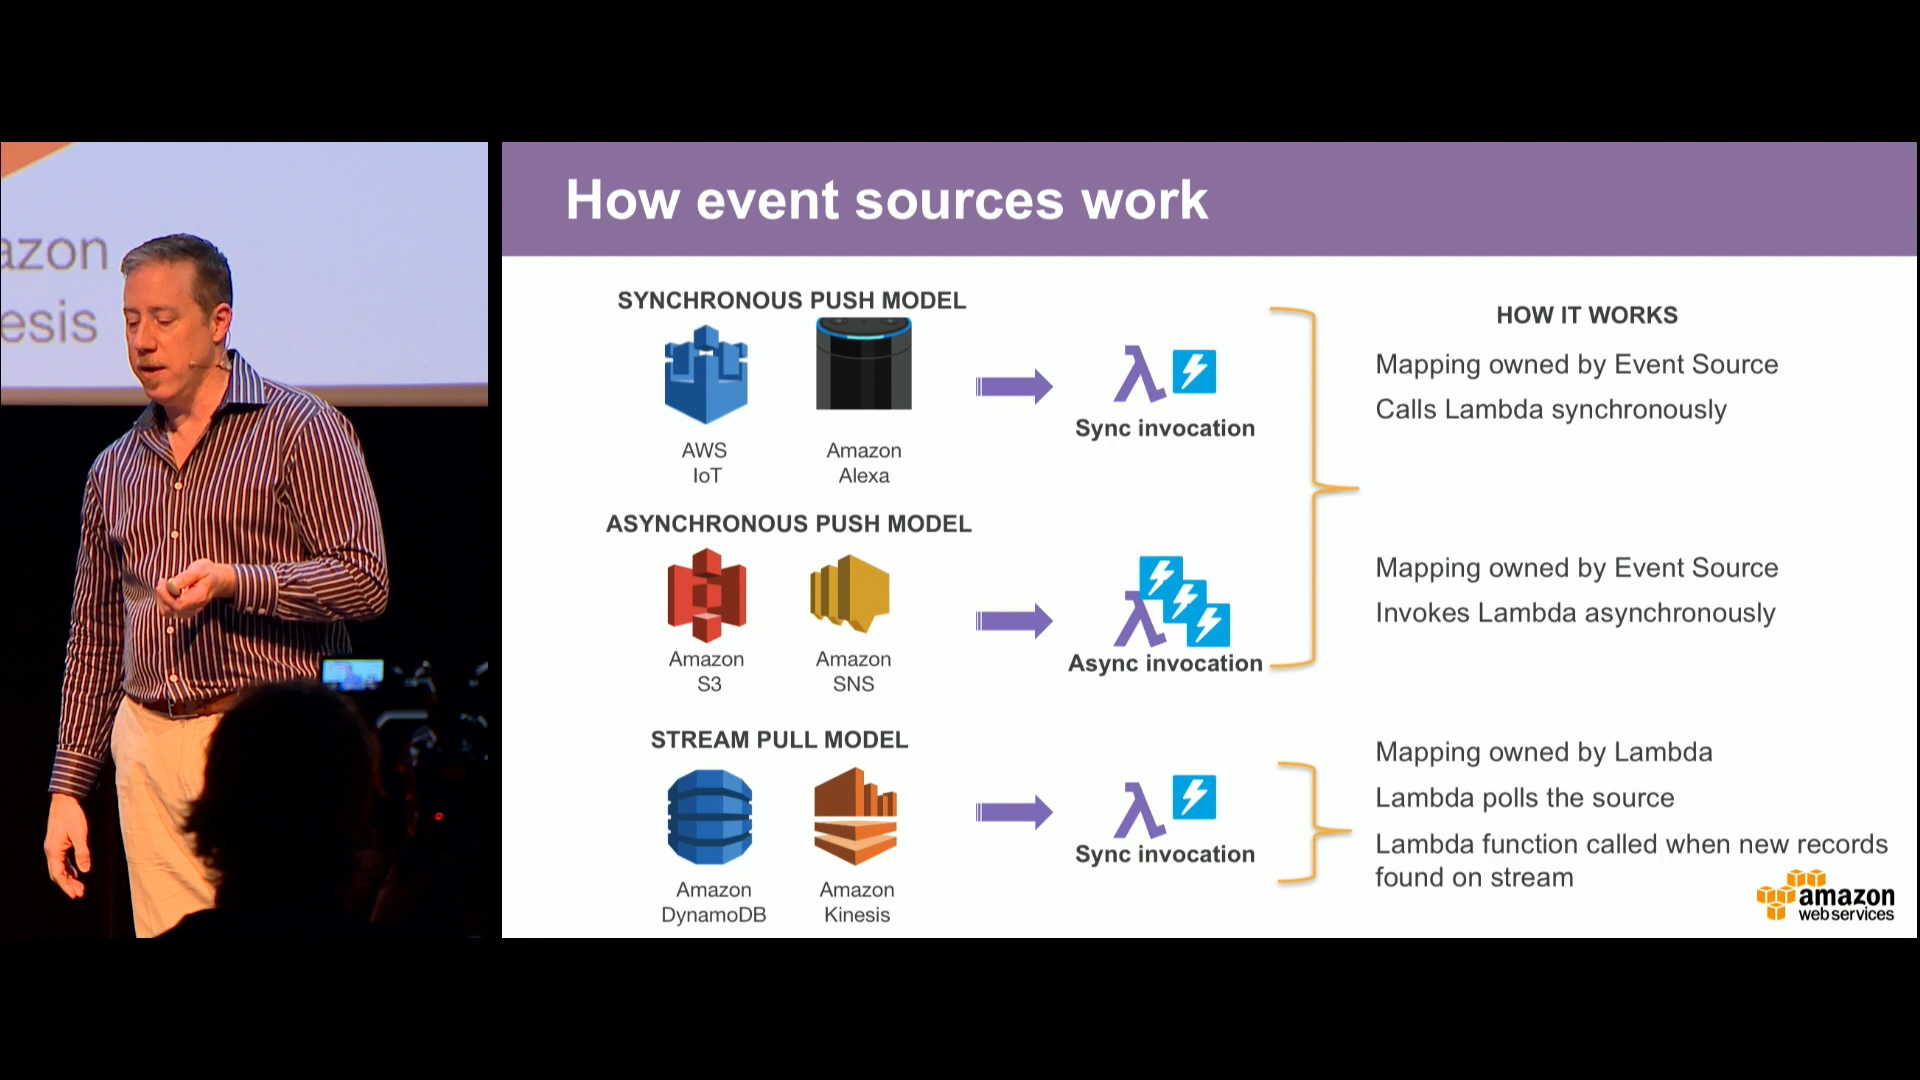 azon
esis
How event sources work
SYNCHRONOUS PUSH MODEL
AWS
IoT
Amazon
Alexa
Sync invocation
ASYNCHRONOUS PUSH MODEL
Amazon
S3
Amazon
SNS
Async invocation
STREAM PULL MODEL
Amazon
DynamoDB
Amazon
Kinesis
Sync invocation
HOW IT WORKS
Mapping owned by Event Source
Calls Lambda synchronously
Mapping owned by Event Source
Invokes Lambda asynchronously
Mapping owned by Lambda
Lambda polls the source
Lambda function called when new records
found on stream
amazon
web services